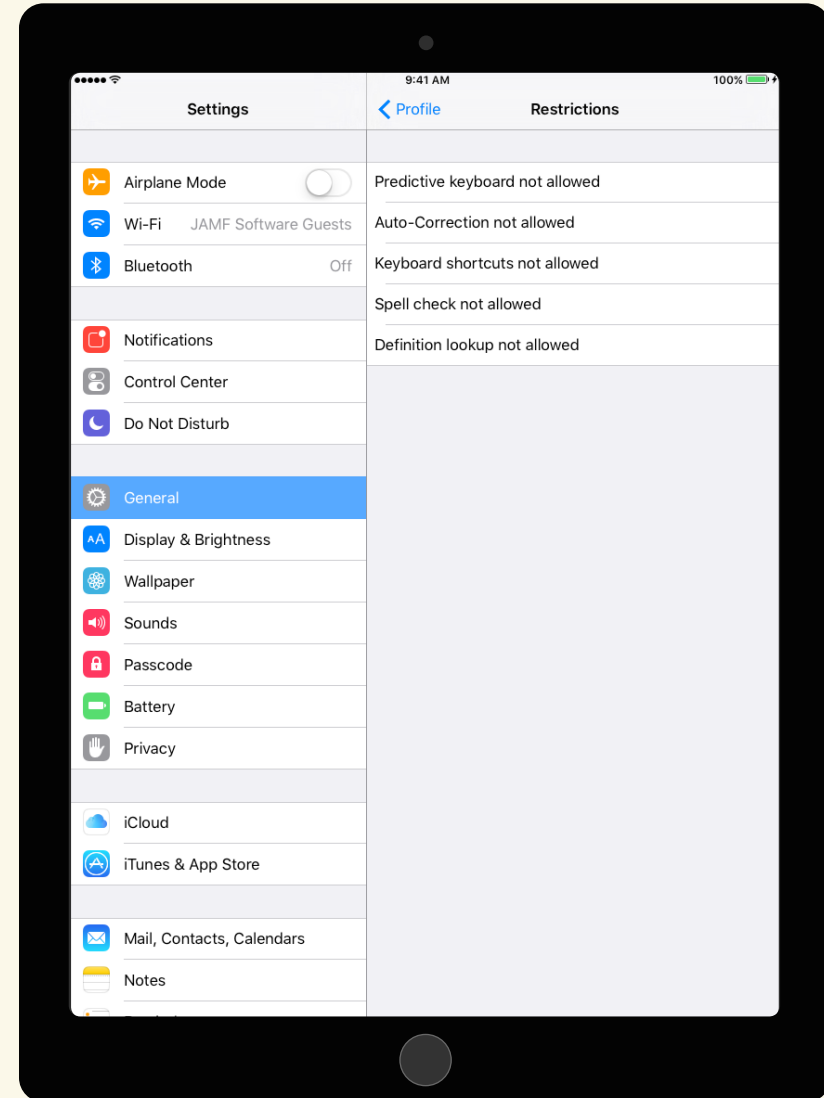 9:41 AM
100%
Settings
Profile
Restrictions
Airplane Mode
Wi-Fi JAMF Software Guests
Bluetooth Off
Notifications
Control Center
Do Not Disturb
General
AA Display & Brightness
Wallpaper
Sounds
Passcode
Battery
Privacy
iCloud
iTunes & App Store
Mail, Contacts, Calendars
Notes
Predictive keyboard not allowed
Auto-Correction not allowed
Keyboard shortcuts not allowed
Spell check not allowed
Definition lookup not allowed